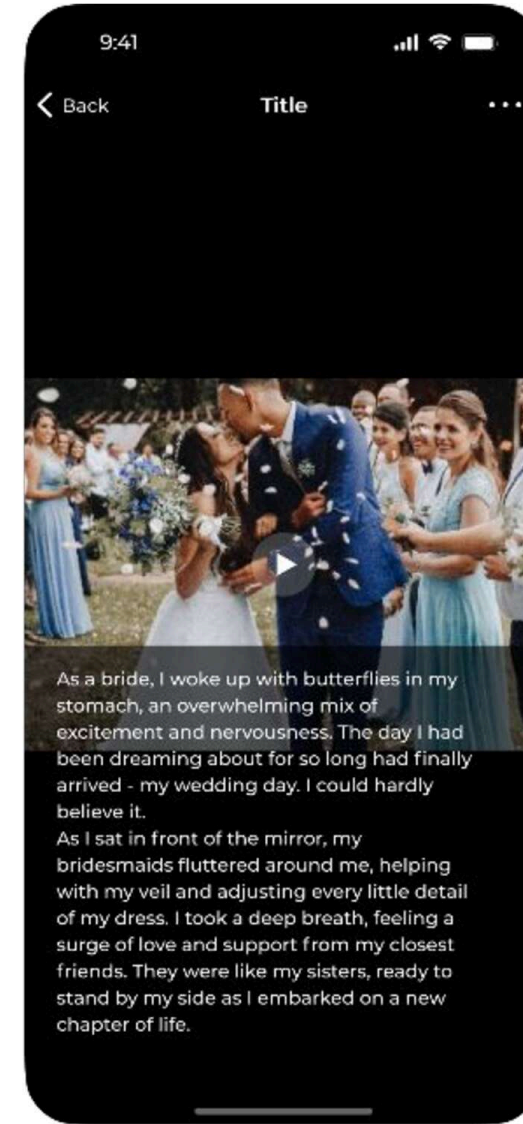 9:41
Back
Title
As a bride, I woke up with butterflies in my
stomach, an overwhelming mix of
excitement and nervousness. The day I had
been dreaming about for so long had finally
arrived - my wedding day. I could hardly
believe it.
As I sat in front of the mirror, my
bridesmaids fluttered around me, helping
with my veil and adjusting every little detail
of my dress. I took a deep breath, feeling a
surge of love and support from my closest
friends. They were like my sisters, ready to
stand by my side as I embarked on a new
chapter of life.